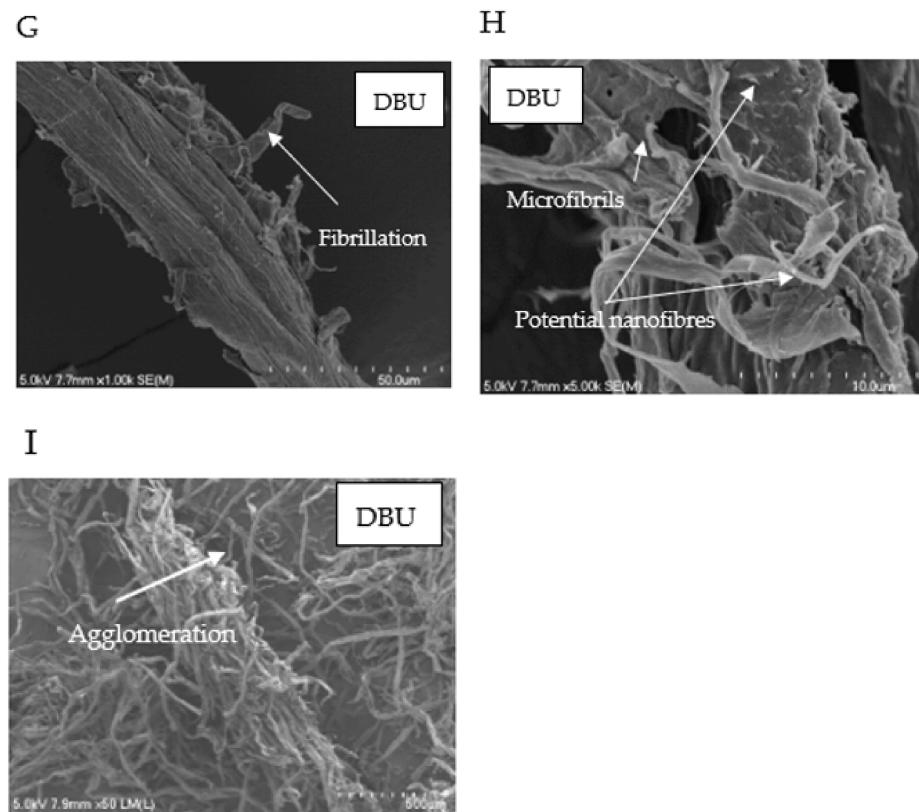 G
H
DBU
DBU
Microfibrils
Fibrillation
Potential nanofibres
5.0kV 7.7mm x1.00k SE(M)
50.0um
5.0kV 7.7mm x5.00k SE(M)
10.0um
I
DBU
Agglomeration
5.0kV 7.9mm x50 LM(L)
500um